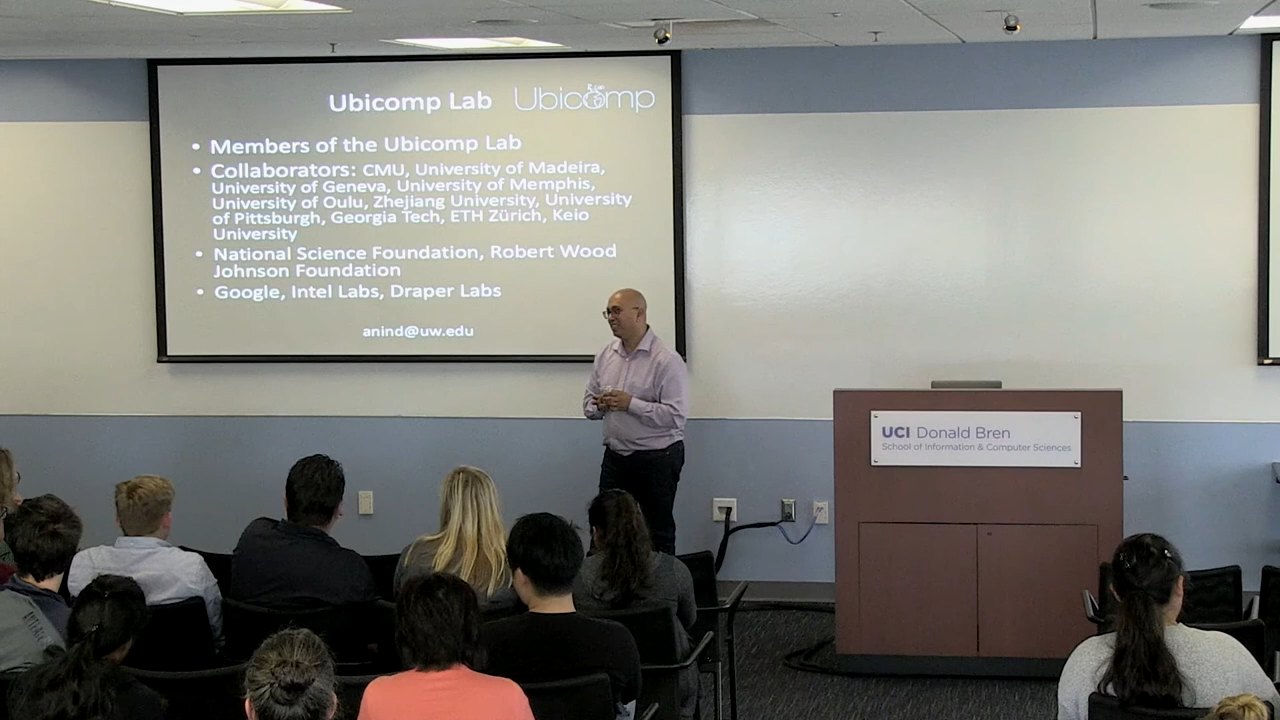 Ubicomp Lab Ubicomp
• Members of the Ubicomp Lab
• Collaborators: CMU, University of Madeira,
University of Geneva, University of Memphis,
University of Oulu, Zhejiang University, University
of Pittsburgh, Georgia Tech, ETH Zürich, Keio
University
• National Science Foundation, Robert Wood
Johnson Foundation
• Google, Intel Labs, Draper Labs
anind@uw.edu
UCI Donald Bren
School of Information & Computer Sciences